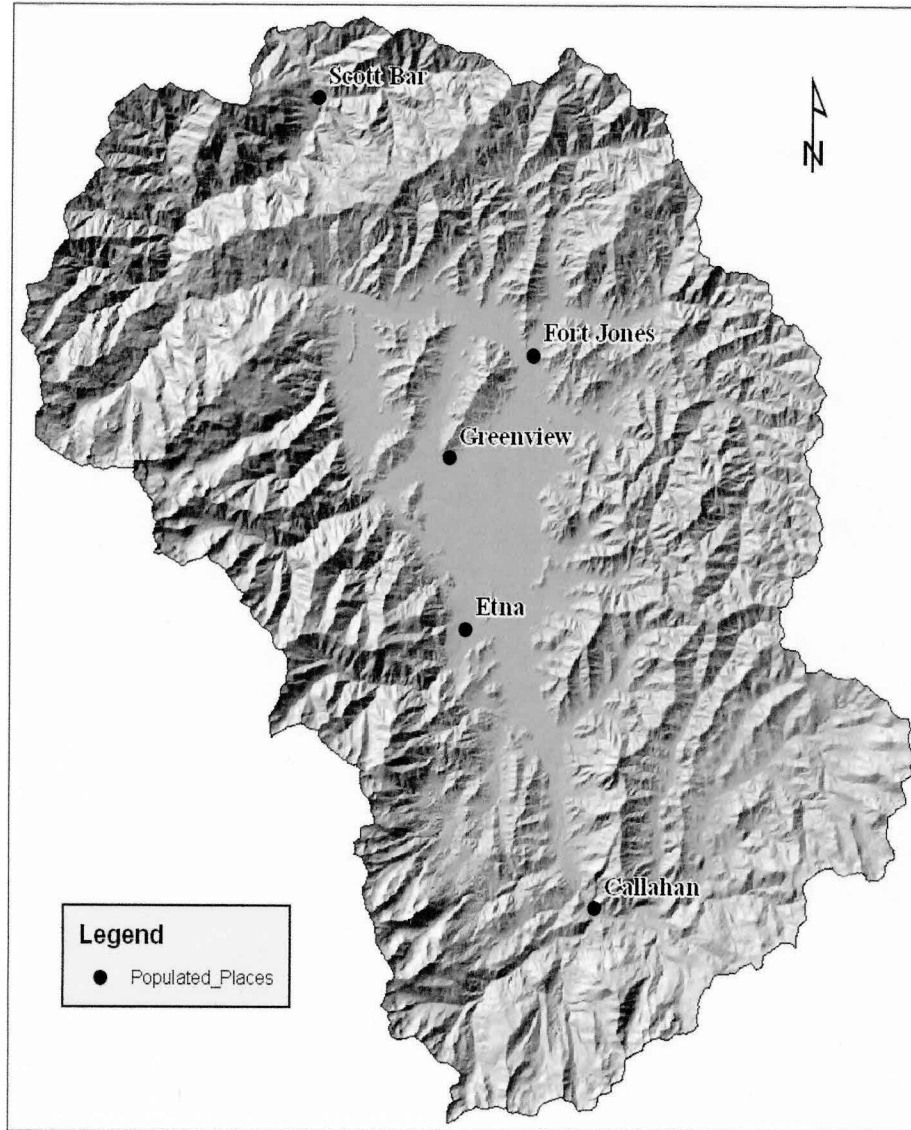 Scott Bar
N
Fort Jones
Greenview
Etna
Callahan
Legend
Populated_Places